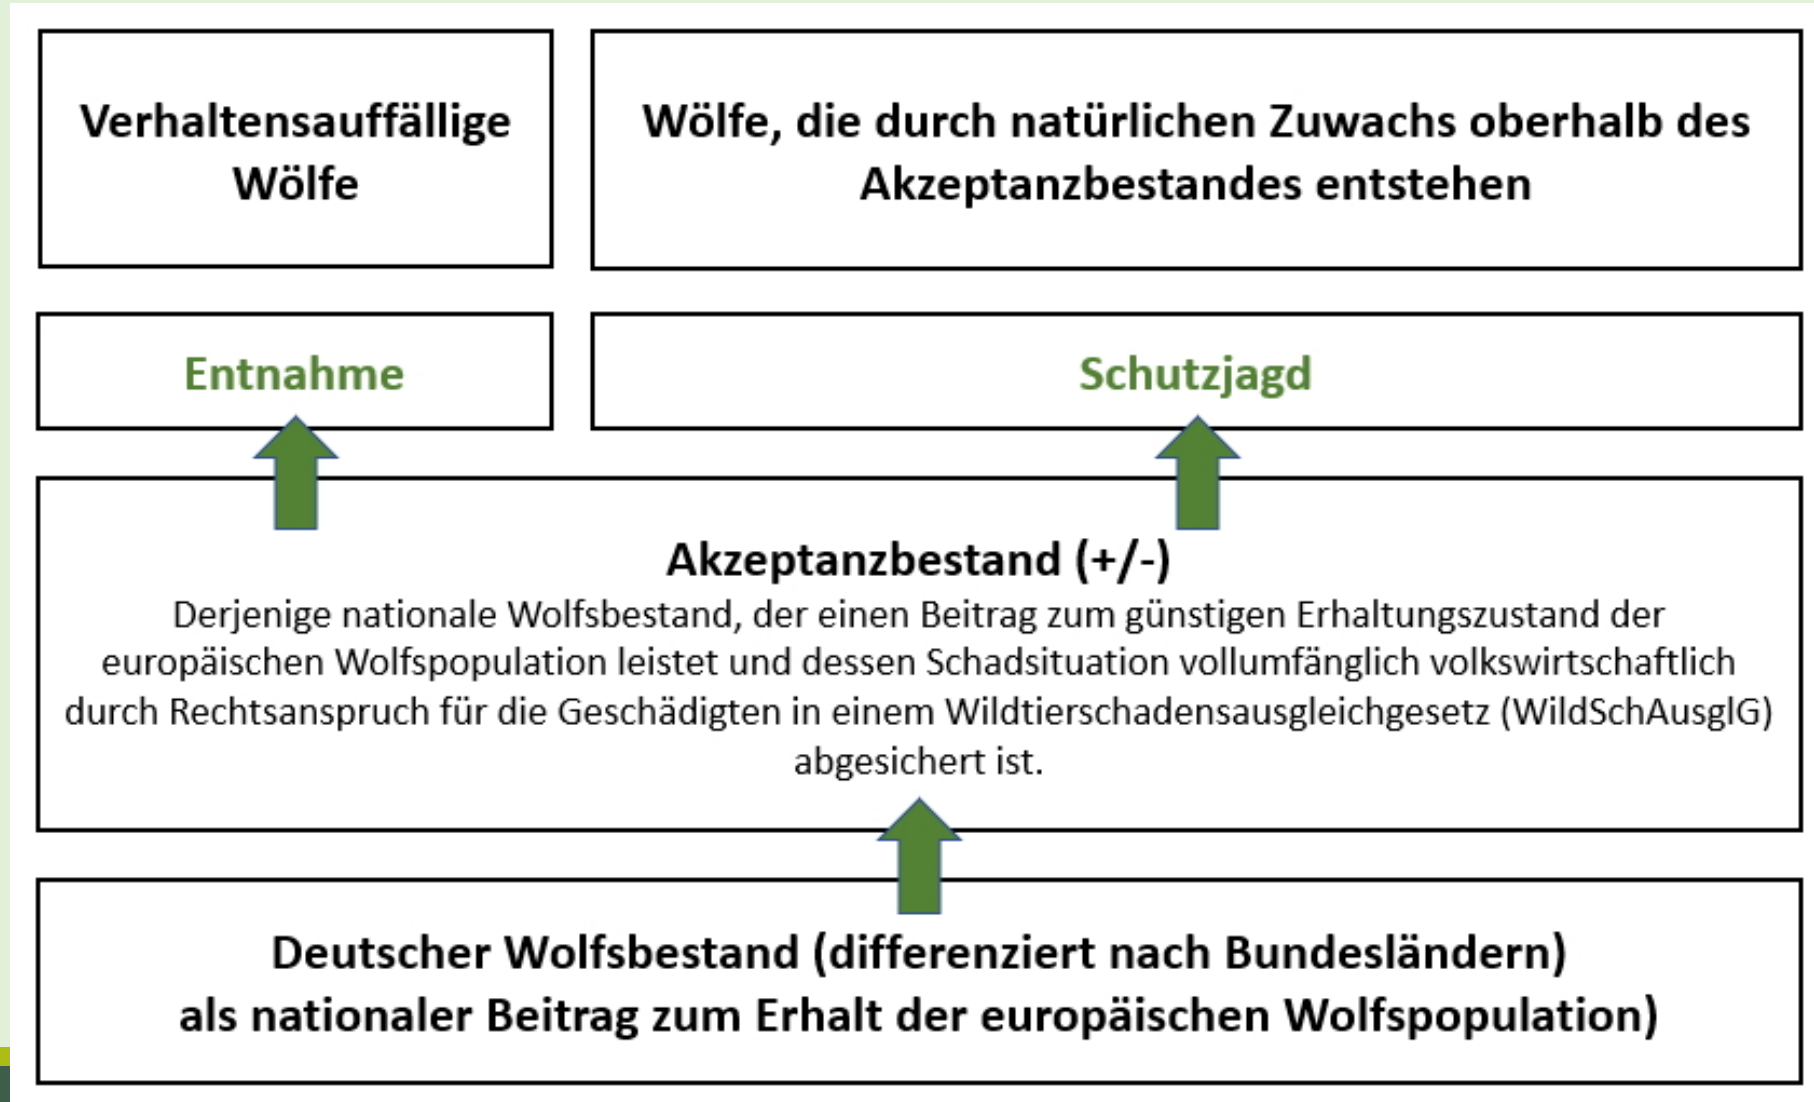 Verhaltensauffällige
Wölfe
Wölfe, die durch natürlichen Zuwachs oberhalb des
Akzeptanzbestandes entstehen
Entnahme
Schutzjagd
Akzeptanzbestand (+/-)
Derjenige nationale Wolfsbestand, der einen Beitrag zum günstigen Erhaltungszustand der
europäischen Wolfspopulation leistet und dessen Schadsituation vollumfänglich volkswirtschaftlich
durch Rechtsanspruch für die Geschädigten in einem Wildtierschadensausgleichgesetz (WildSchAusglG)
abgesichert ist.
Deutscher Wolfsbestand (differenziert nach Bundesländern)
als nationaler Beitrag zum Erhalt der europäischen Wolfspopulation)